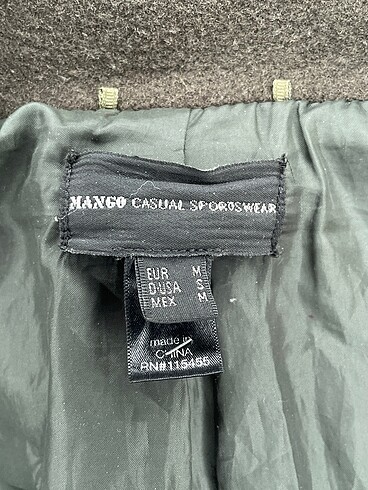 MANGO CASUAL SPORTSWEAR
EUR M
D·USA S
MEX M
made in
CHINA
RN#115455